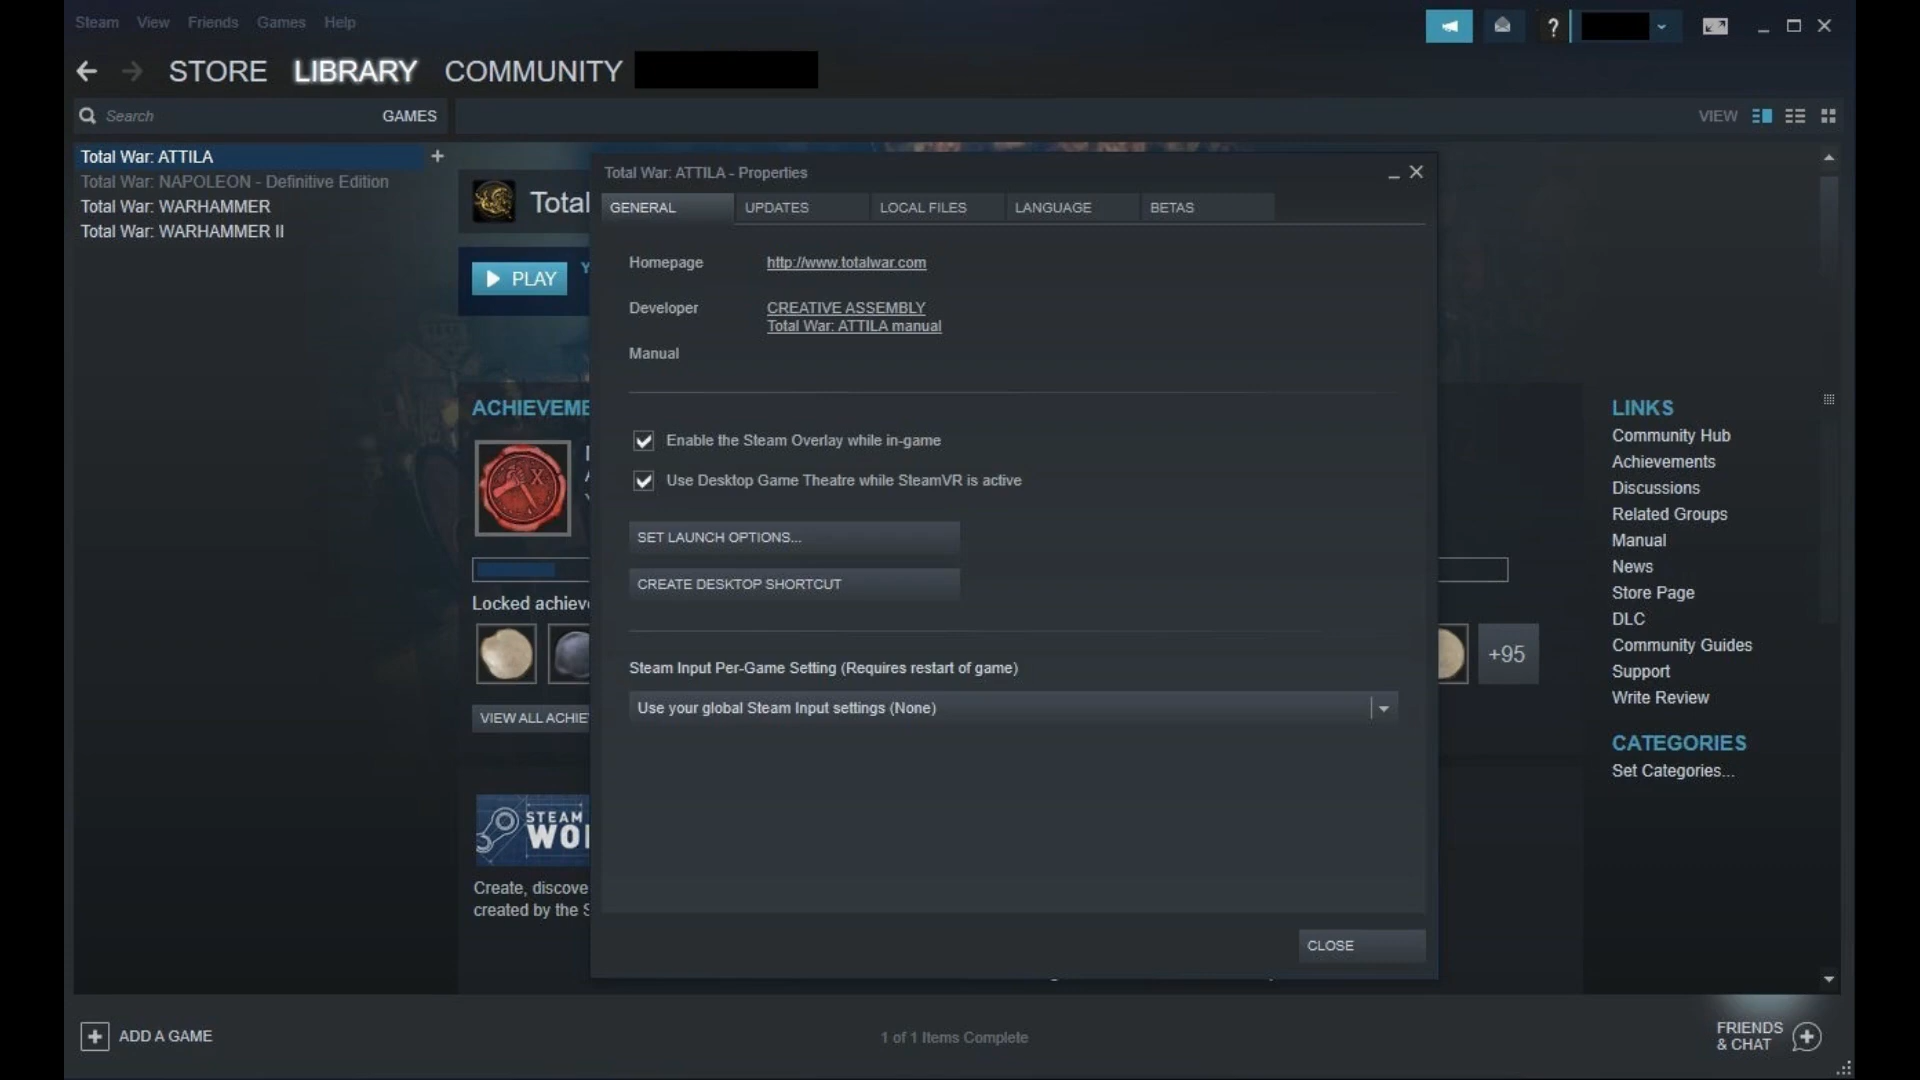 Steam View Friends Games Help
?
STORE LIBRARY COMMUNITY
Search GAMES
VIEW
Total War: ATTILA
Total War: NAPOLEON - Definitive Edition
Total War: WARHAMMER
Total War: WARHAMMER II
Total
PLAY
ACHIEVEME
Locked achiev
+95
VIEW ALL ACHIE
STEAM
WO
Create, discove
created by the S
Total War: ATTILA - Properties
GENERAL UPDATES LOCAL FILES LANGUAGE BETAS
Homepage http://www.totalwar.com
Developer CREATIVE ASSEMBLY
Total War: ATTILA manual
Manual
Enable the Steam Overlay while in-game
Use Desktop Game Theatre while SteamVR is active
SET LAUNCH OPTIONS...
CREATE DESKTOP SHORTCUT
Steam Input Per-Game Setting (Requires restart of game)
Use your global Steam Input settings (None)
CLOSE
LINKS
Community Hub
Achievements
Discussions
Related Groups
Manual
News
Store Page
DLC
Community Guides
Support
Write Review
CATEGORIES
Set Categories...
ADD A GAME
1 of 1 Items Complete
FRIENDS
& CHAT